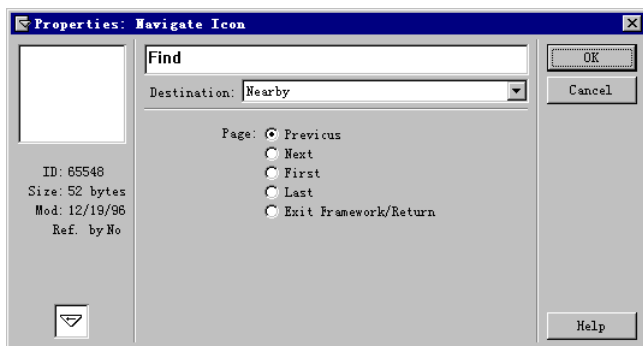 Properties: Navigate Icon
Find
OK
Destination: Nearby
Cancel
Page: Previcus
Next
First
Last
Exit Framework/Return
ID: 65548
Size: 52 bytes
Mod: 12/19/96
Ref. by No
Help